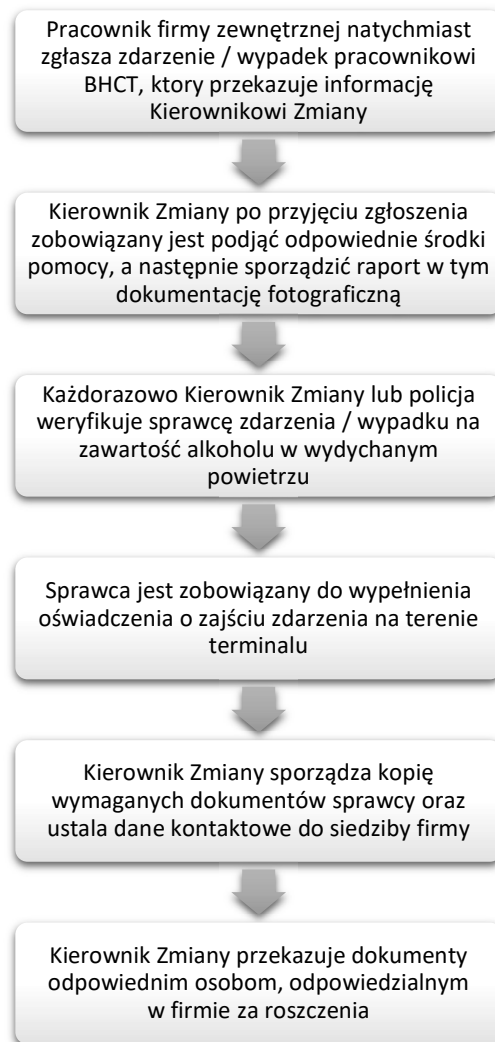 Pracownik firmy zewnętrznej natychmiast
zgłasza zdarzenie / wypadek pracownikowi
BHCT, ktory przekazuje informację
Kierownikowi Zmiany
Kierownik Zmiany po przyjęciu zgłoszenia
zobowiązany jest podjąć odpowiednie środki
pomocy, a następnie sporządzić raport w tym
dokumentację fotograficzną
Każdorazowo Kierownik Zmiany lub policja
weryfikuje sprawcę zdarzenia / wypadku na
zawartość alkoholu w wydychanym
powietrzu
Sprawca jest zobowiązany do wypełnienia
oświadczenia o zajściu zdarzenia na terenie
terminalu
Kierownik Zmiany sporządza kopię
wymaganych dokumentów sprawcy oraz
ustala dane kontaktowe do siedziby firmy
Kierownik Zmiany przekazuje dokumenty
odpowiednim osobom, odpowiedzialnym
w firmie za roszczenia